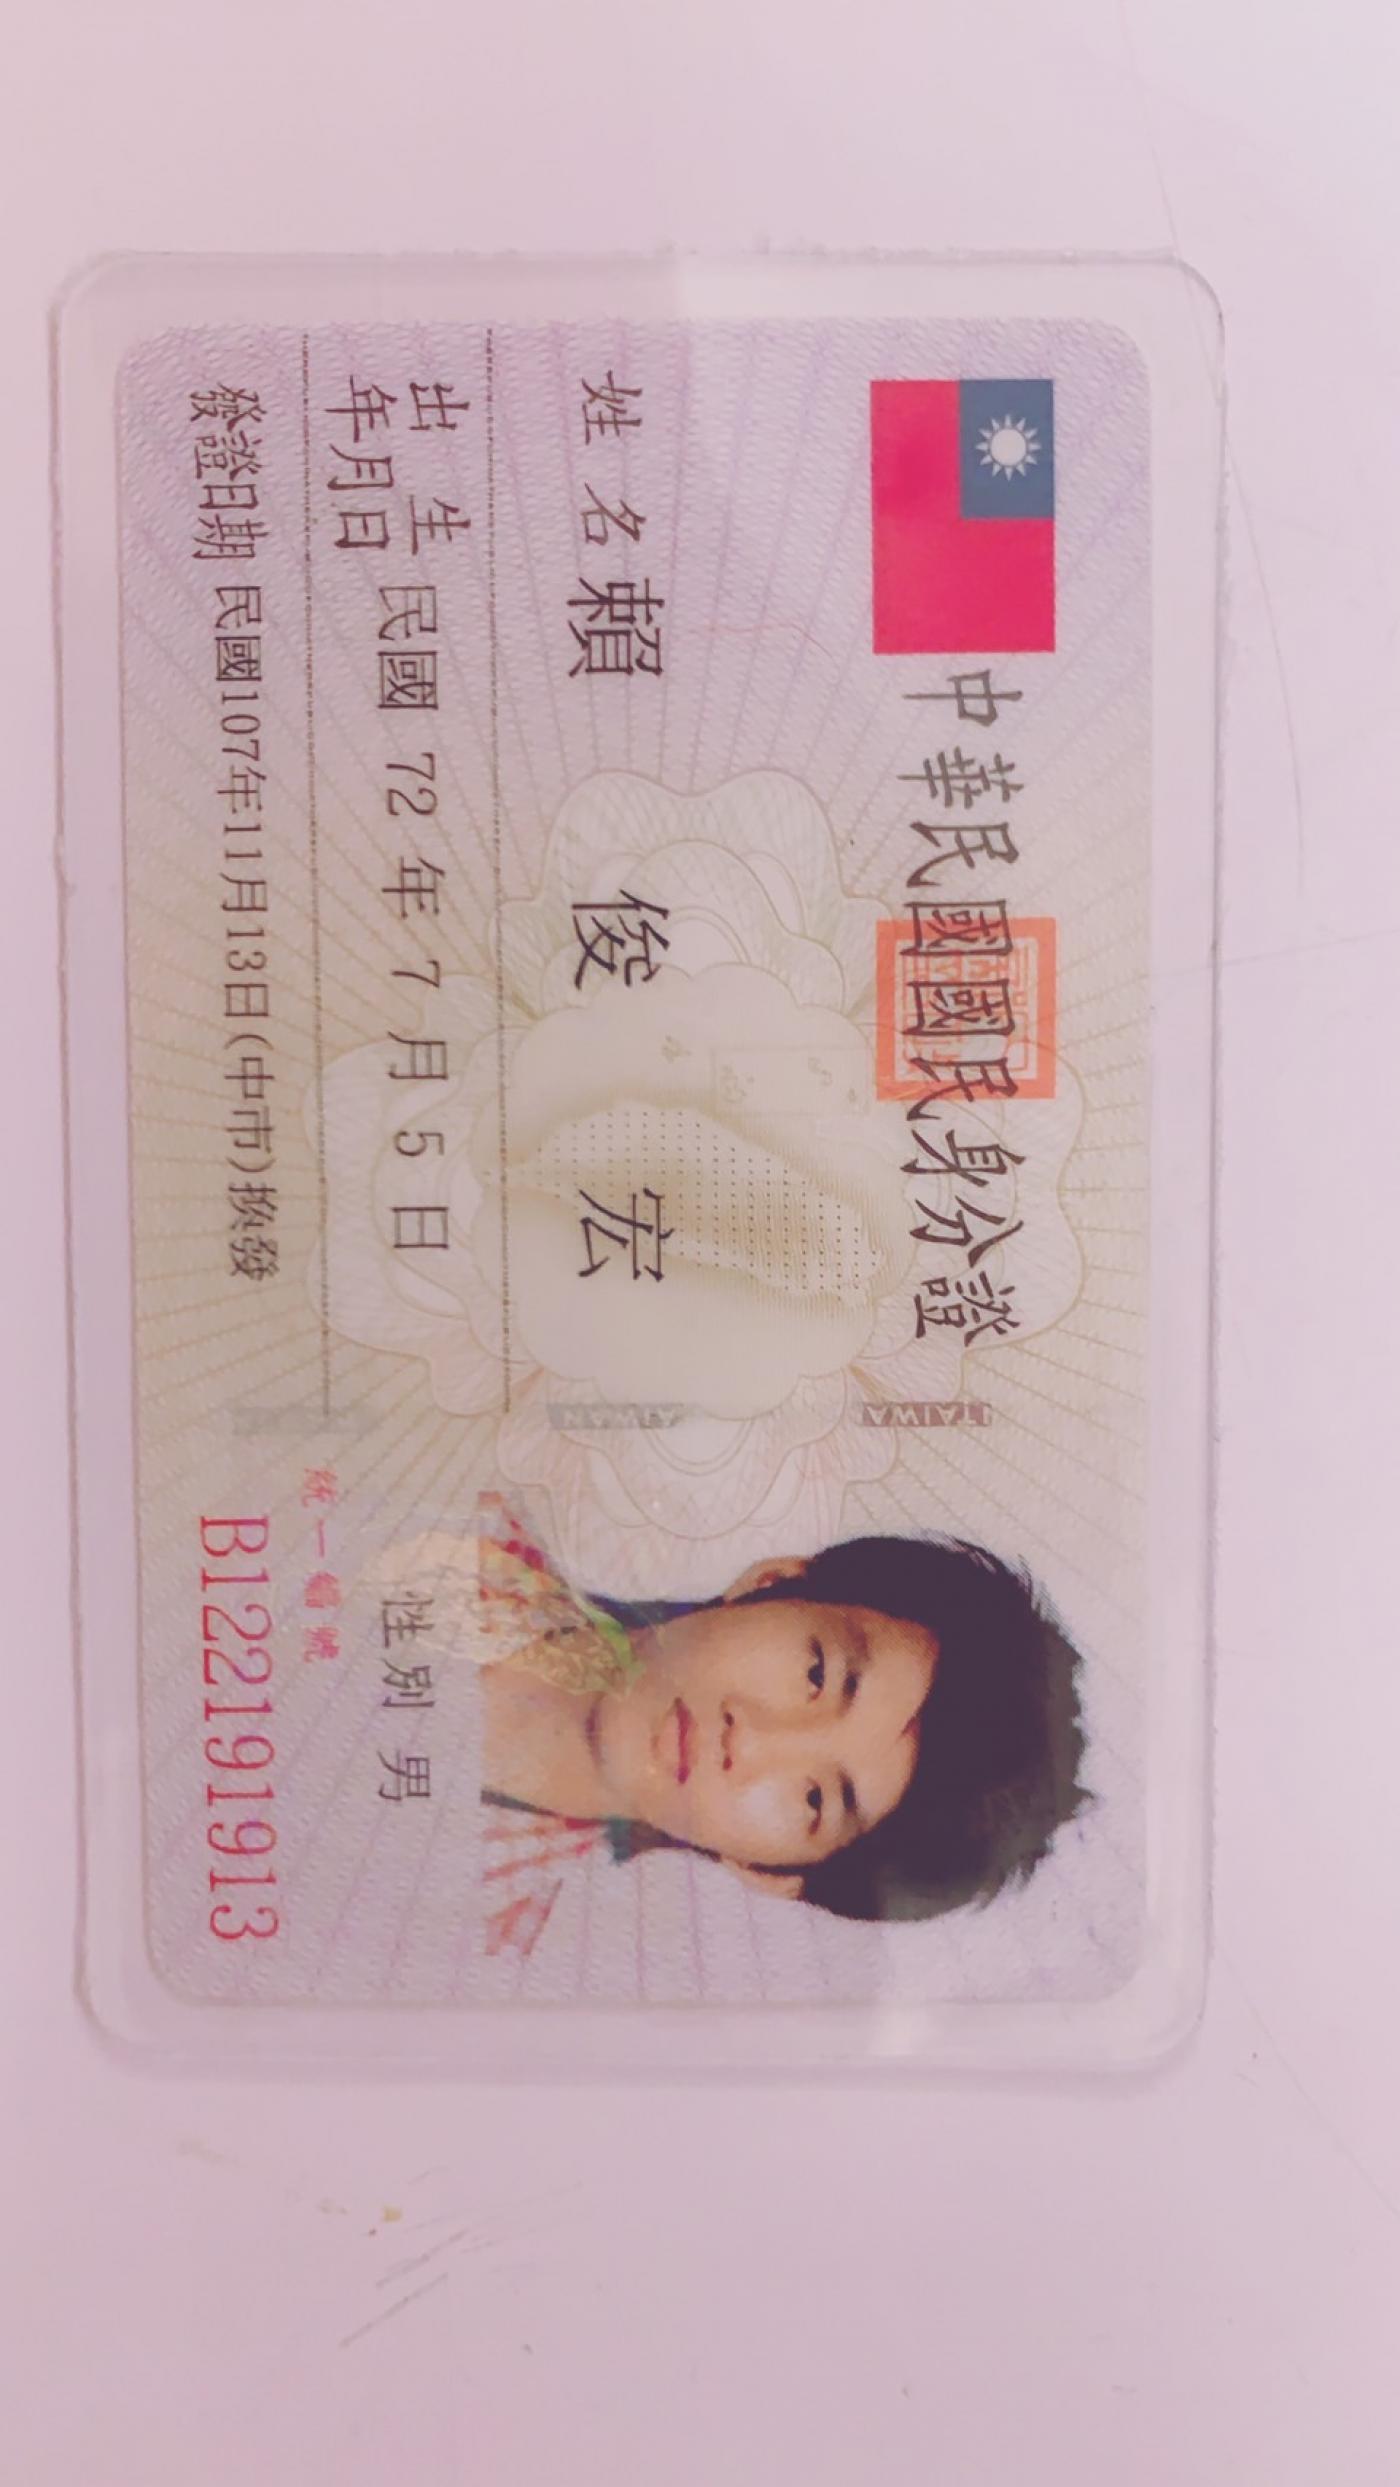 中華民國國民身分證
姓名 賴俊宏
出生年月日 民國 72 年 7 月 5 日
性別 男
發證日期 民國107年11月13日(中市)換發
統一編號
B122191913
TAIWAN
TAIWA